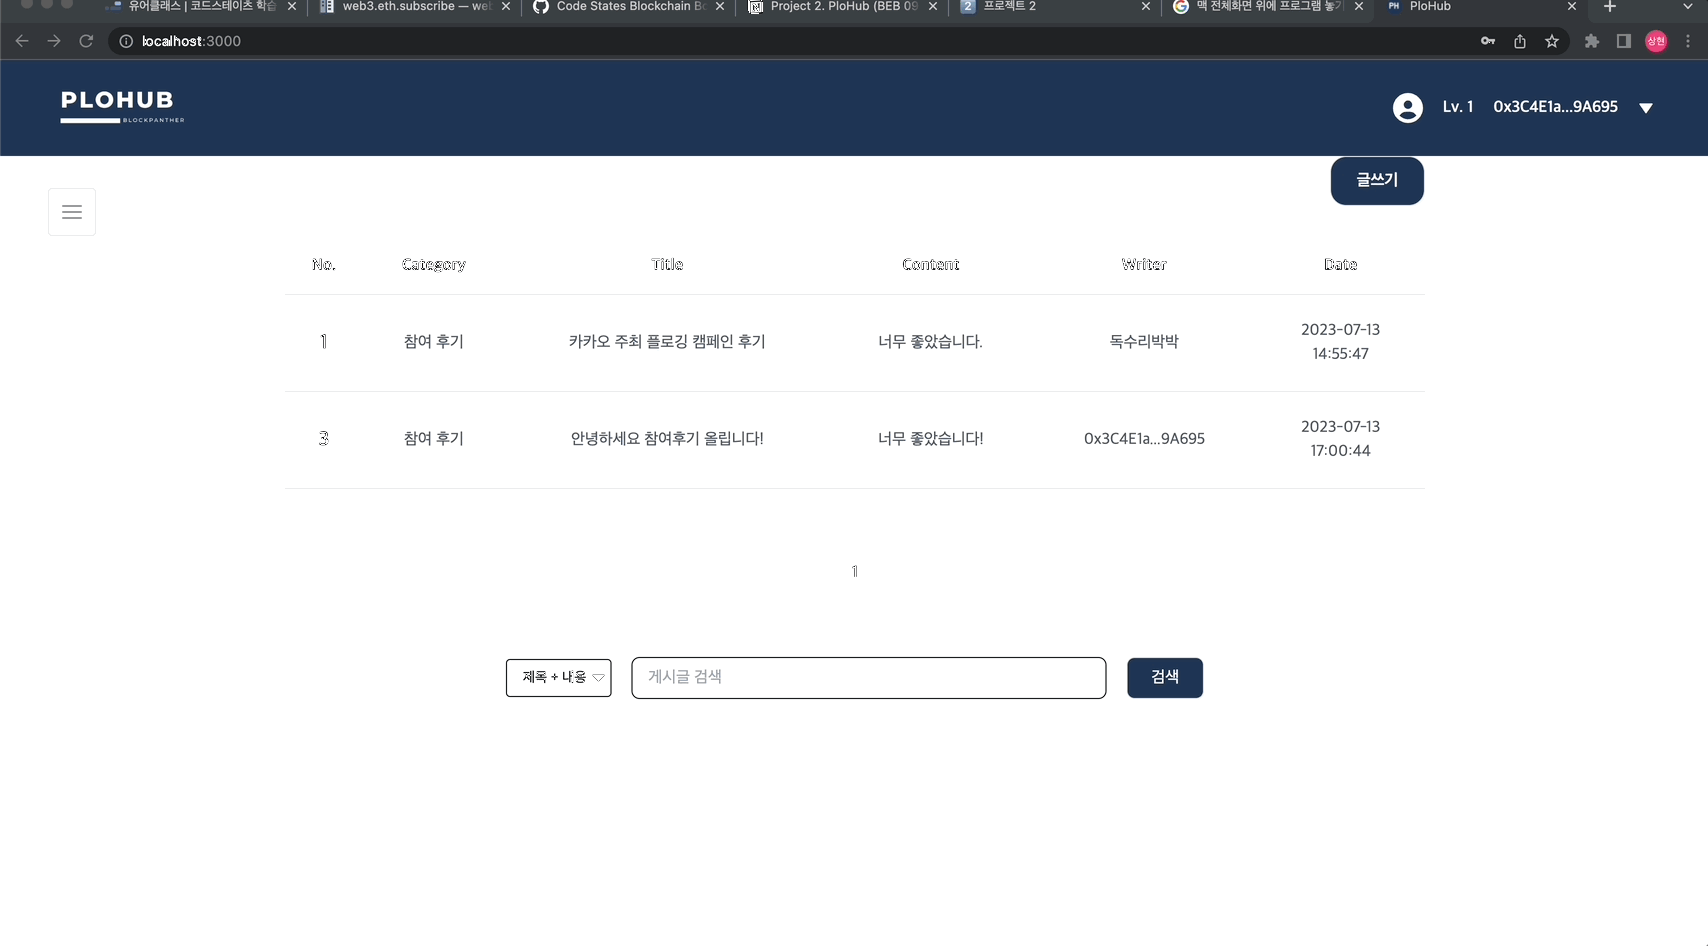 유어클래스 | 코드스테이츠 학습
web3.eth.subscribe — we
Code States Blockchain B
Project 2. PloHub (BEB 09
2 프로젝트 2
맥 전체화면 위에 프로그램 놓기
PH PloHub
localhost:3000
상현
PLOHUB
BLOCKPANTHER
Lv. 1 0x3C4E1a...9A695
글쓰기
No. Category Title Content Writer Date
1 참여 후기 카카오 주최 플로깅 캠페인 후기 너무 좋았습니다. 독수리박박 2023-07-13
14:55:47
3 참여 후기 안녕하세요 참여후기 올립니다! 너무 좋았습니다! 0x3C4E1a...9A695 2023-07-13
17:00:44
1
제목 + 내용 게시글 검색 검색